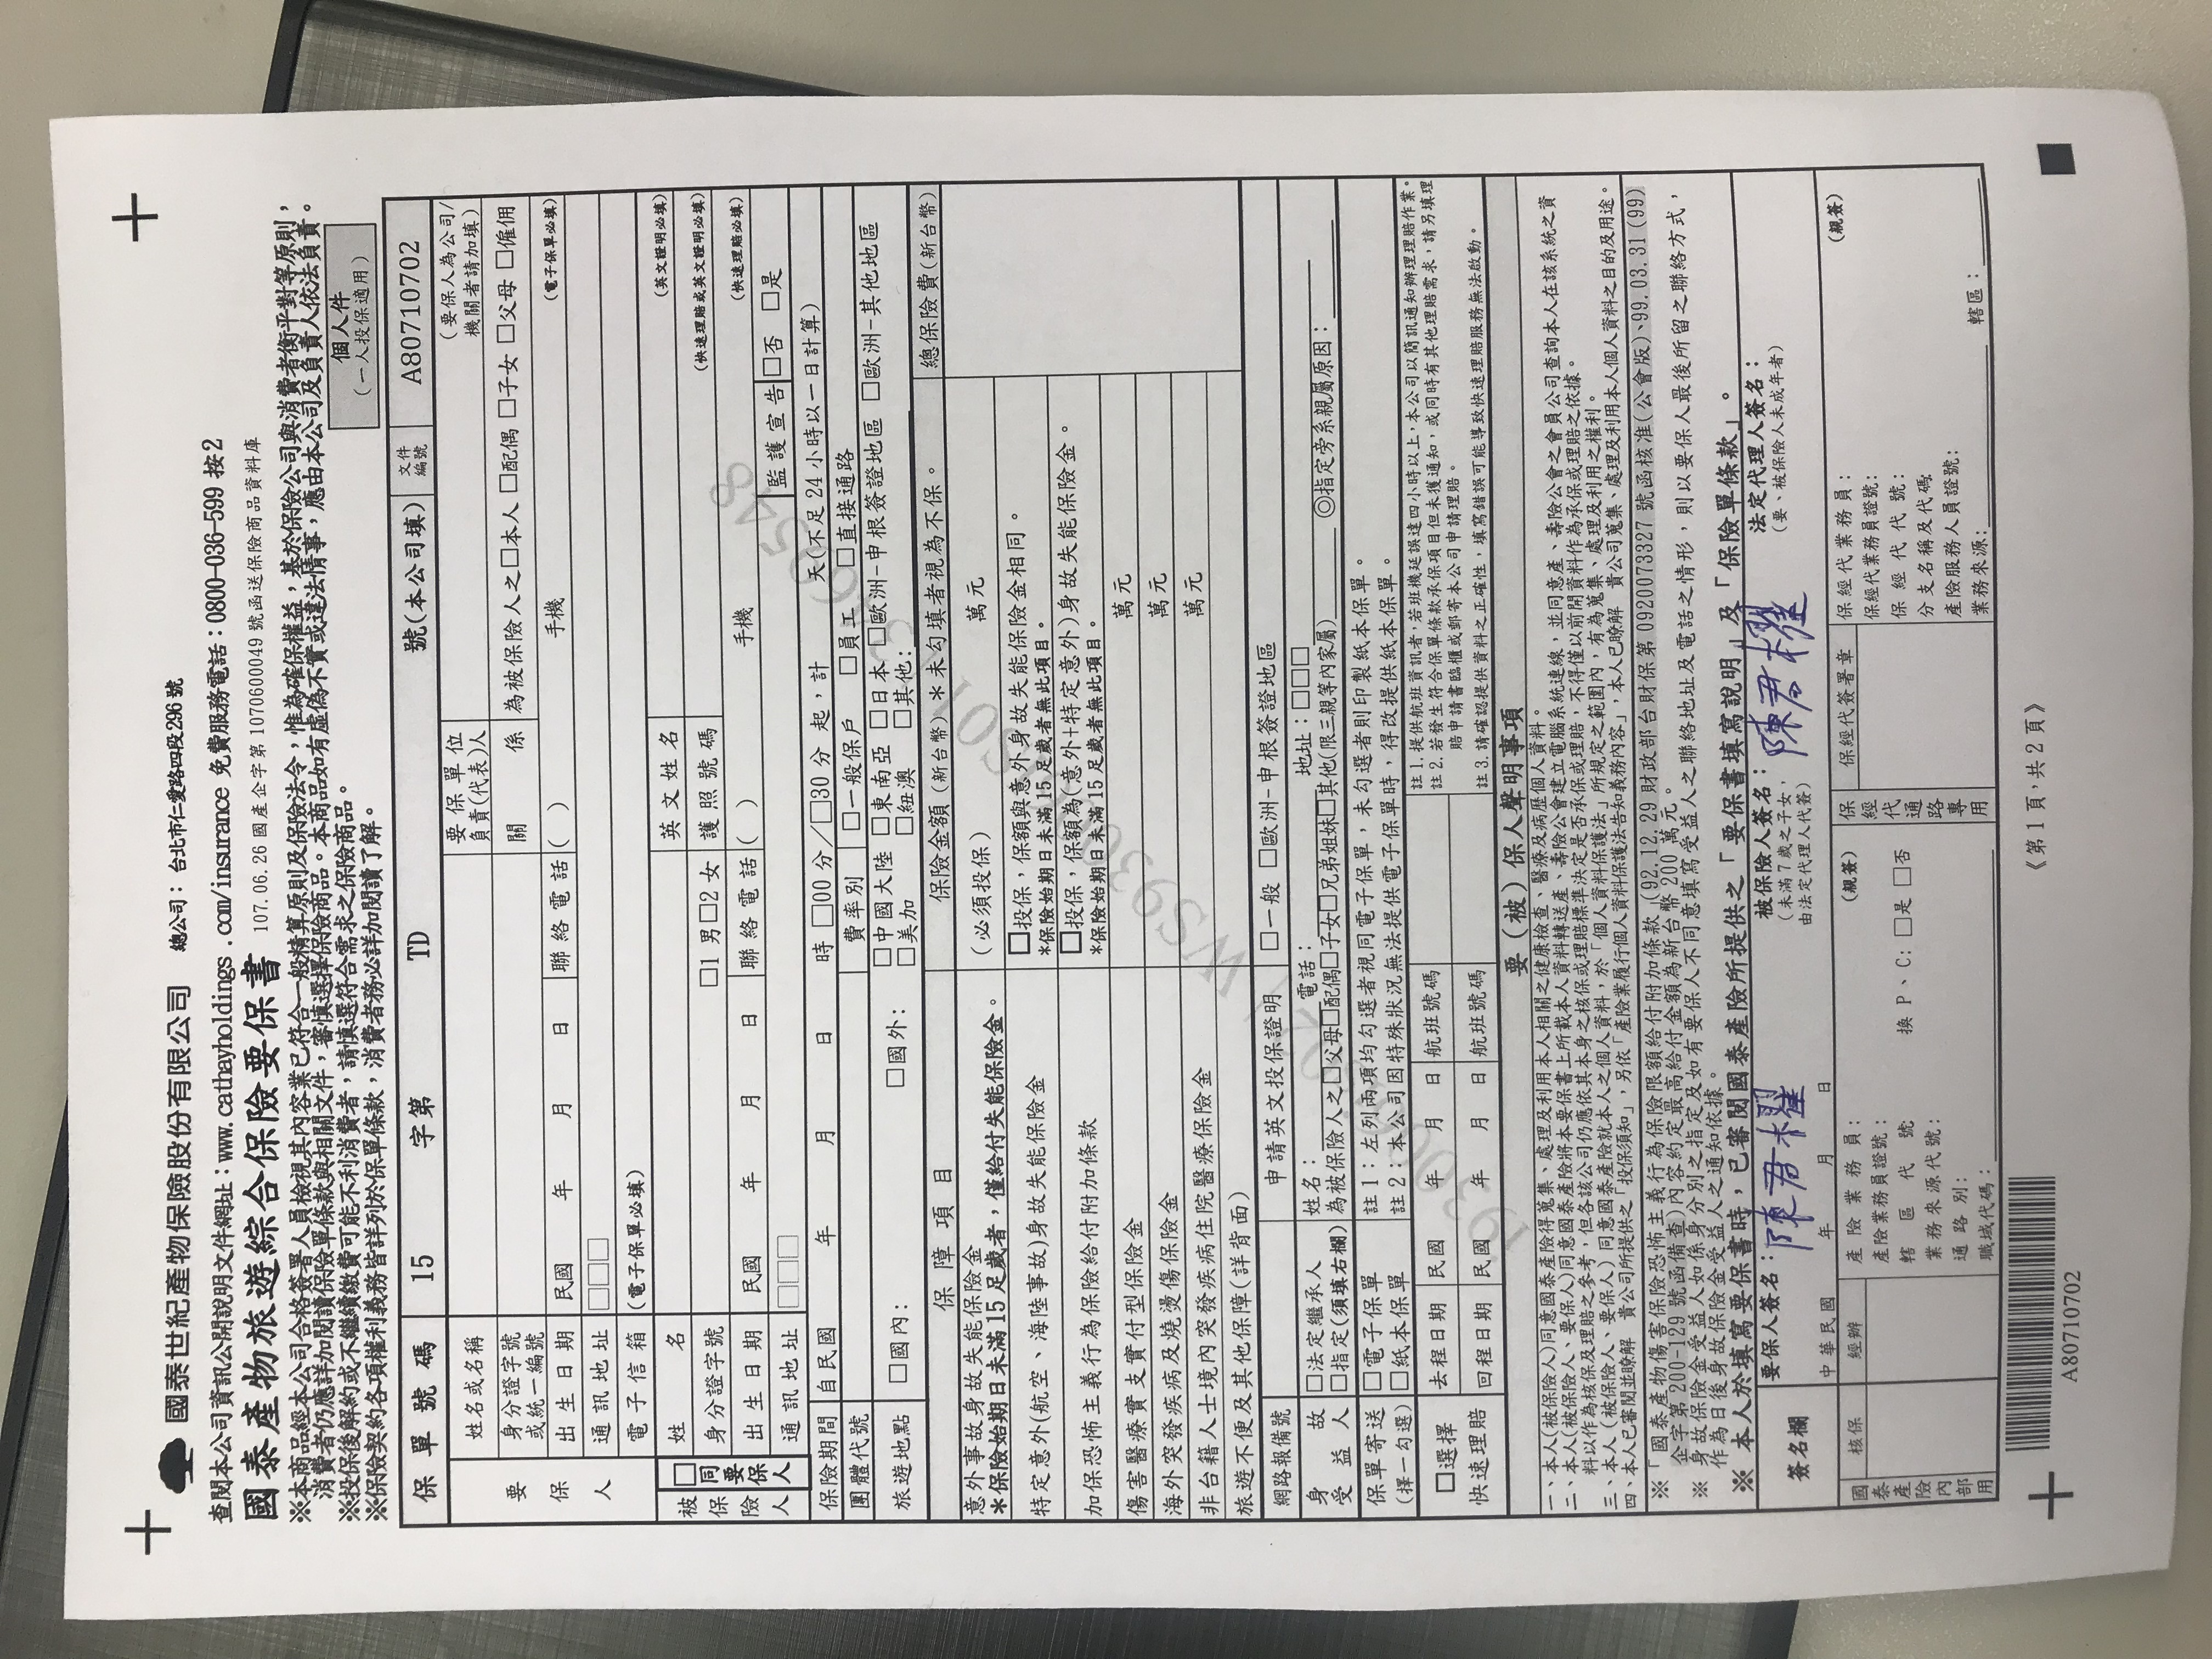 國泰世紀產物保險股份有限公司 總公司：台北市仁愛路四段296號
查閱本公司資訊公開說明文件網址：www.cathayholdings .com/insurance 免費服務電話：0800-036-599 按2
國泰產物旅遊綜合保險要保書 107.06.26 國產企字第 1070600049 號函送保險商品資料庫
※本商品經本公司合格簽署人員檢視其內容業已符合一般精算原則及保險法令，惟為確保權益，基於保險公司與消費者衡平對等原則，
消費者仍應詳加閱讀保險單條款與相關文件，審慎選擇保險商品。本商品如有虛偽不實或違法情事，應由本公司及負責人依法負責。
※投保後解約或不繼續繳費可能不利消費者，請慎選符合需求之保險商品。
※保險契約各項權利義務皆詳列於保單條款，消費者務必詳加閱讀了解。
個人件
（一人投保適用）
保單號碼 15 字第 TD 號(本公司填) 文件編號 A80710702
要保人
姓名或名稱 要保單位負責(代表)人 （要保人為公司/機關者請加填）
身分證字號或統一編號 關係 為被保險人之□本人 □配偶 □子女 □父母 □僱佣
出生日期 民國 年 月 日 聯絡電話 ( ) 手機 (電子保單必填)
通訊地址 □□□
電子信箱 (電子保單必填)
被保險人 □同要保人
姓名 英文姓名 (英文證明必填)
身分證字號 □1 男□2 女 護照號碼 (快速理賠或英文證明必填)
出生日期 民國 年 月 日 聯絡電話 ( ) 手機 (快速理賠必填)
通訊地址 □□□ 監護宣告 □否 □是
保險期間 自民國 年 月 日 時 □00 分／□30 分 起，計 天(不足 24 小時以一日計算)
團體代號 費率別 □一般保戶 □員工 □直接通路
旅遊地點 □國內: □國外: □中國大陸 □東南亞 □日本 □歐洲-申根簽證地區 □歐洲-其他地區
□美加 □紐澳 □其他:
保障項目 保險金額（新台幣）＊未勾填者視為不保。 總保險費(新台幣)
意外事故身故失能保險金 （必須投保） 萬元
＊保險始期日未滿 15 足歲者，僅給付失能保險金。
特定意外(航空、海陸事故)身故失能保險金 □投保，保額與意外身故失能保險金相同。
*保險始期日未滿 15 足歲者無此項目。
加保恐怖主義行為保險給付附加條款 □投保，保額為(意外+特定意外)身故失能保險金。
*保險始期日未滿 15 足歲者無此項目。
傷害醫療實支實付型保險金 萬元
海外突發疾病及燒燙傷保險金 萬元
非台籍人士境內突發疾病住院醫療保險金 萬元
旅遊不便及其他保障(詳背面)
網路報備號 申請英文投保證明 □一般 □歐洲-申根簽證地區
身故受益人 □法定繼承人 姓名： 電話： 地址：□□□
□指定(須填右欄) 為被保險人之□父母□配偶□子女□兄弟姐妹□其他(限三親等內家屬) ◎指定旁系親屬原因：
保單寄送 □電子保單 註 1：左列兩項均勾選者視同電子保單，未勾選者則印製紙本保單。
(擇一勾選) □紙本保單 註 2：本公司因特殊狀況無法提供電子保單時，得改提供紙本保單。
□選擇快速理賠
去程日期 民國 年 月 日 航班號碼
回程日期 民國 年 月 日 航班號碼
註 1.提供航班資訊者，若班機延誤達四小時以上，本公司以簡訊通知辦理理賠作業。
註 2.若發生符合保單條款承保項目但未獲通知，或同時有其他理賠需求，請另填理
賠申請書臨櫃或郵寄本公司申請理賠。
註 3.請確認提供資料之正確性，填寫錯誤可能導致快速理賠服務無法啟動。
要（被）保人聲明事項
一、本人(被保險人)同意國泰產險得蒐集、處理及利用本人相關之健康檢查、醫療及病歷個人資料。
二、本人(被保險人、要保人)同意國泰產險將本要保書上所載本人資料轉送產、壽險公會建立電腦系統連線，並同意產、壽險公會之會員公司查詢本人在該系統之資
料以作為核保及理賠之參考，但各該公司仍應依其本身之核保或理賠標準決定是否承保或理賠，不得僅以前開資料作為承保或理賠之依據。
三、本人（被保險人、要保人）同意國泰產險就本人之個人資料，於「個人資料保護法」所規定之範圍內，有為蒐集、處理及利用之權利。
四、本人已審閱並瞭解 貴公司所提供之「投保須知」，另依「產險業履行個人資料保護法告知義務內容」，本人已瞭解 貴公司蒐集、處理及利用本人個人資料之目的及用途。
※「國泰產物傷害保險恐怖主義行為保險限額給付附加條款」(92.12.29 財政部台財保第 0920073327 號函核准(公會版)、99.03.31(99)
企字第 200-129 號函備查)內容約定最高給付金額為新台幣 200 萬元。
※ 身故保險金受益人如係身分別之指定及如有要保人不同意填寫受益人之聯絡地址及電話之情形，則以要保人最後所留之聯絡方式，
作為日後身故保險金受益人之通知依據。
※ 本人於填寫要保書時，已審閱國泰產險所提供之「要保書填寫說明」及「保險單條款」。
簽名欄
要保人簽名：陳君櫂 被保險人簽名：陳君櫂 法定代理人簽名：
（未滿 7 歲之子女，由法定代理人代簽） （要、被保險人未成年者）
中華民國 年 月 日
國泰產險內部用 核保 經辦
產險業務員： (親簽)
產險業務員證號：
轄區代號 換 P、C: □是 □否
業務來源代號：
通路別：
職域代碼：
保經代通路專用 保經代簽署章
保經代業務員： (親簽)
保經代業務員證號:
保經代代號：
分支名稱及代碼:
產險服務人員證號:
業務來源: 轄區：
A80710702
《第 1 頁，共 2 頁》